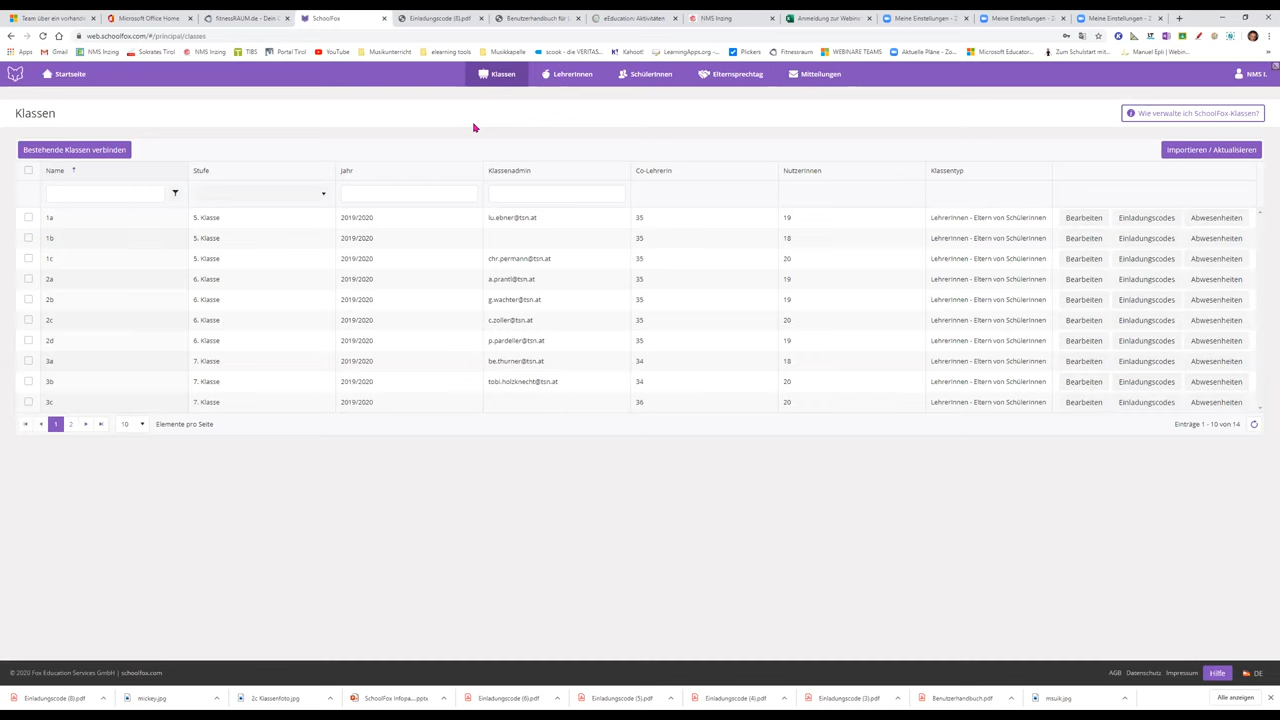 Team über ein vorhand
Microsoft Office Home
fitnessRAUM.de - Dein
SchoolFox
Einladungscode (8).pdf
Benutzerhandbuch für L
eEducation: Aktivitäten
NMS Inzing
Anmeldung zur Webinar
Meine Einstellungen - Z
Meine Einstellungen - Z
Meine Einstellungen - Z
web.schoolfox.com/#/principal/classes
Apps
Gmail
NMS Inzing
Sokrates Tirol
NMS Inzing
TIBS
Portal Tirol
YouTube
Musikunterricht
elearning tools
Musikkapelle
scook - die VERITAS...
Kahoot!
LearningApps.org -...
Plickers
Fitnessraum
WEBINARE TEAMS
Aktuelle Pläne - Zo...
Microsoft Educator...
Zum Schulstart mit...
Manuel Epli | Webin...
Startseite
Klassen
LehrerInnen
SchülerInnen
Elternsprechtag
Mitteilungen
NMS I.
Klassen
Wie verwalte ich SchoolFox-Klassen?
Bestehende Klassen verbinden
Importieren / Aktualisieren
Name Stufe Jahr Klassenadmin Co-LehrerIn NutzerInnen Klassentyp
1a 5. Klasse 2019/2020 lu.ebner@tsn.at 35 19 LehrerInnen - Eltern von SchülerInnen Bearbeiten Einladungscodes Abwesenheiten
1b 5. Klasse 2019/2020 35 18 LehrerInnen - Eltern von SchülerInnen Bearbeiten Einladungscodes Abwesenheiten
1c 5. Klasse 2019/2020 chr.permann@tsn.at 35 20 LehrerInnen - Eltern von SchülerInnen Bearbeiten Einladungscodes Abwesenheiten
2a 6. Klasse 2019/2020 a.prantl@tsn.at 35 19 LehrerInnen - Eltern von SchülerInnen Bearbeiten Einladungscodes Abwesenheiten
2b 6. Klasse 2019/2020 g.wachter@tsn.at 35 19 LehrerInnen - Eltern von SchülerInnen Bearbeiten Einladungscodes Abwesenheiten
2c 6. Klasse 2019/2020 c.zoller@tsn.at 35 20 LehrerInnen - Eltern von SchülerInnen Bearbeiten Einladungscodes Abwesenheiten
2d 6. Klasse 2019/2020 p.pardeller@tsn.at 35 19 LehrerInnen - Eltern von SchülerInnen Bearbeiten Einladungscodes Abwesenheiten
3a 7. Klasse 2019/2020 be.thurner@tsn.at 34 18 LehrerInnen - Eltern von SchülerInnen Bearbeiten Einladungscodes Abwesenheiten
3b 7. Klasse 2019/2020 tobi.holzknecht@tsn.at 34 20 LehrerInnen - Eltern von SchülerInnen Bearbeiten Einladungscodes Abwesenheiten
3c 7. Klasse 2019/2020 36 20 LehrerInnen - Eltern von SchülerInnen Bearbeiten Einladungscodes Abwesenheiten
1 2 10 Elemente pro Seite Einträge 1 - 10 von 14
© 2020 Fox Education Services GmbH | schoolfox.com
AGB Datenschutz Impressum Hilfe DE
Einladungscode (8).pdf
mickey.jpg
2c Klassenfoto.jpg
SchoolFox Infopa....pptx
Einladungscode (6).pdf
Einladungscode (5).pdf
Einladungscode (4).pdf
Einladungscode (3).pdf
Benutzerhandbuch.pdf
msuik.jpg
Alle anzeigen